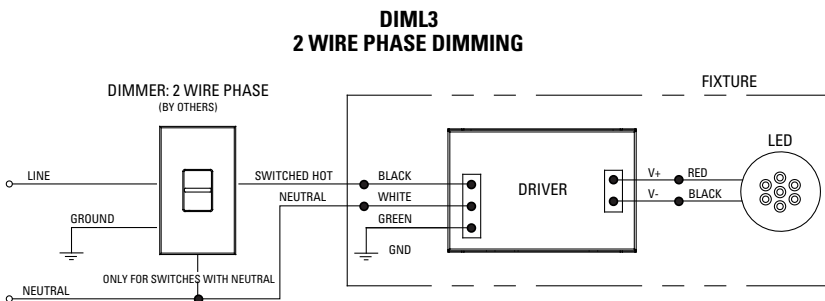 DIML3
2 WIRE PHASE DIMMING
DIMMER: 2 WIRE PHASE
(BY OTHERS)
FIXTURE
LED
LINE
SWITCHED HOT
BLACK
V+
RED
DRIVER
NEUTRAL
WHITE
V-
BLACK
GROUND
GREEN
GND
ONLY FOR SWITCHES WITH NEUTRAL
NEUTRAL